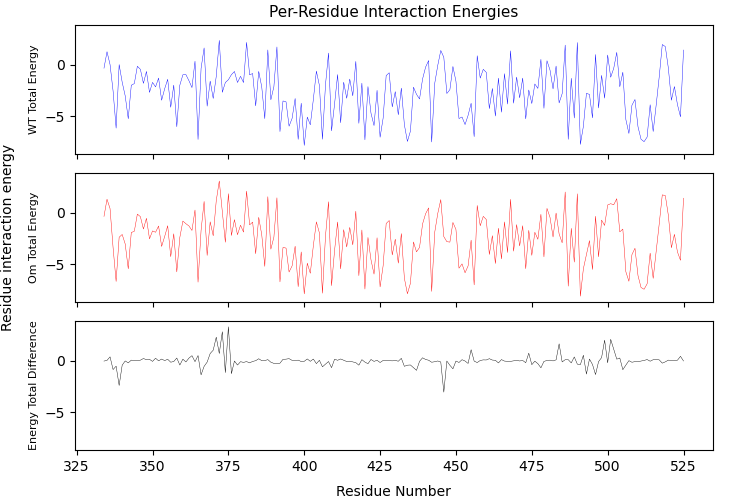 Per-Residue Interaction Energies
Residue interaction energy
WT Total Energy
0
−5
Om Total Energy
0
−5
Energy Total Difference
0
−5
325 350 375 400 425 450 475 500 525
Residue Number